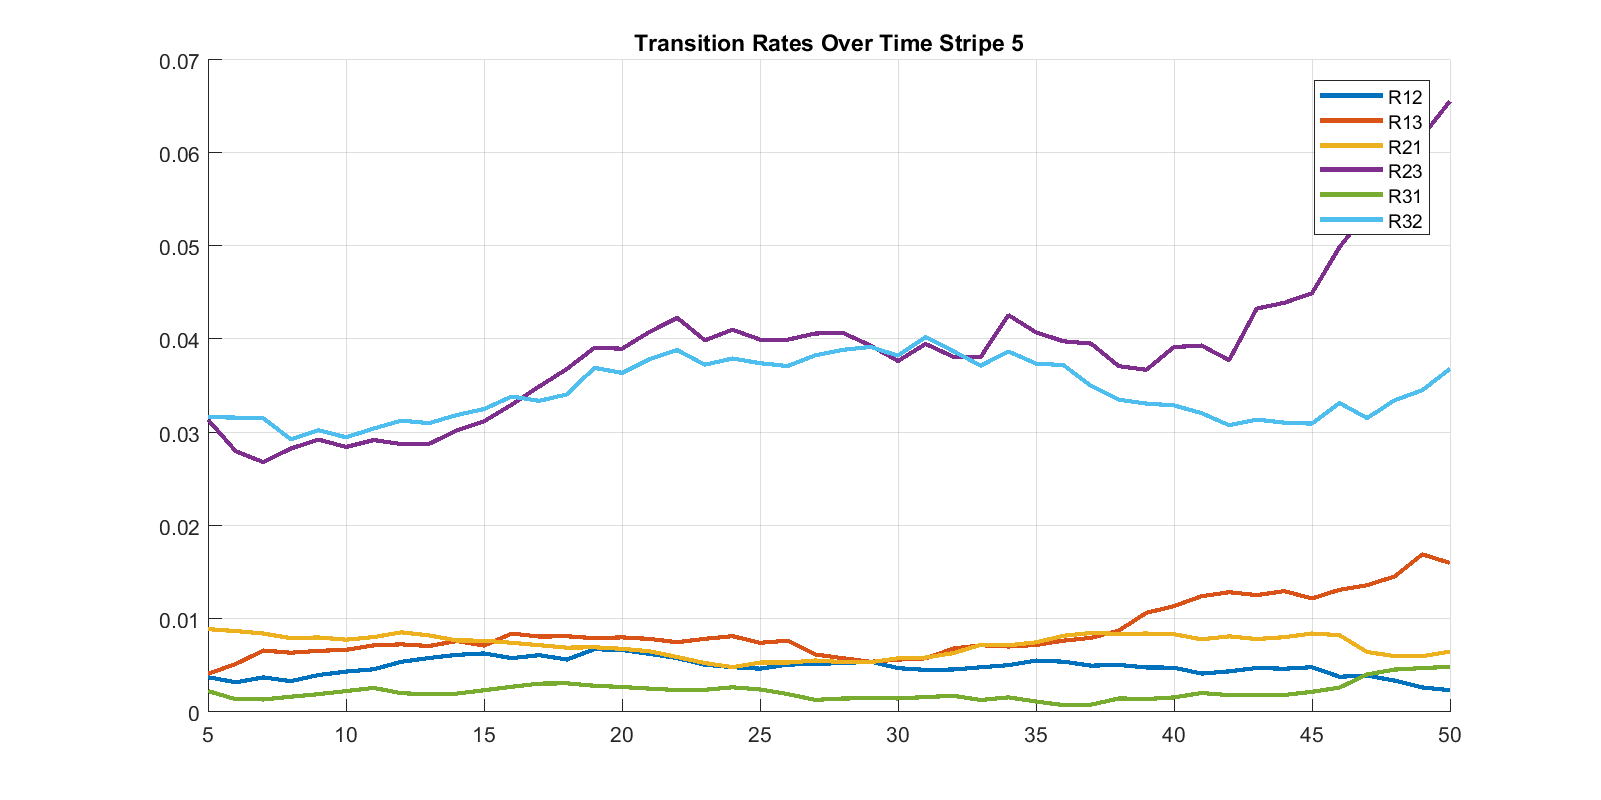 Transition Rates Over Time Stripe 5
0.07
0.06
0.05
0.04
0.03
0.02
0.01
0
5 10 15 20 25 30 35 40 45 50
R12
R13
R21
R23
R31
R32